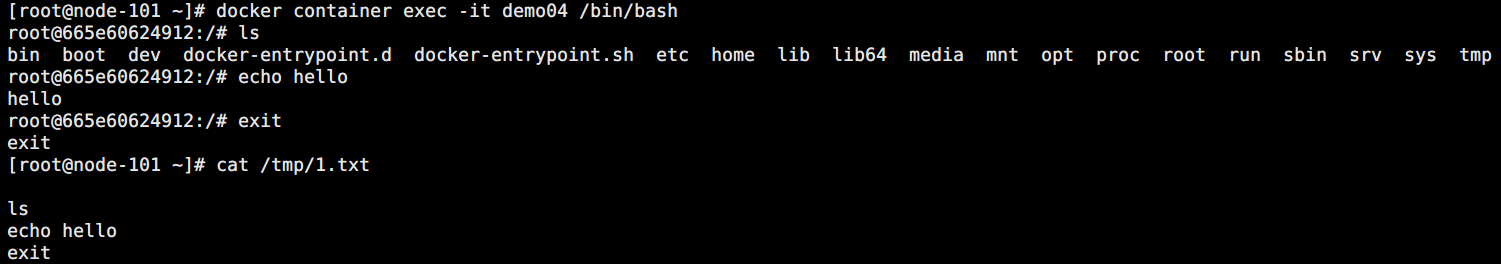 [root@node-101 ~]# docker container exec -it demo04 /bin/bash
root@665e60624912:/# ls
bin  boot  dev  docker-entrypoint.d  docker-entrypoint.sh  etc  home  lib  lib64  media  mnt  opt  proc  root  run  sbin  srv  sys  tmp
root@665e60624912:/# echo hello
hello
root@665e60624912:/# exit
exit
[root@node-101 ~]# cat /tmp/1.txt
ls
echo hello
exit